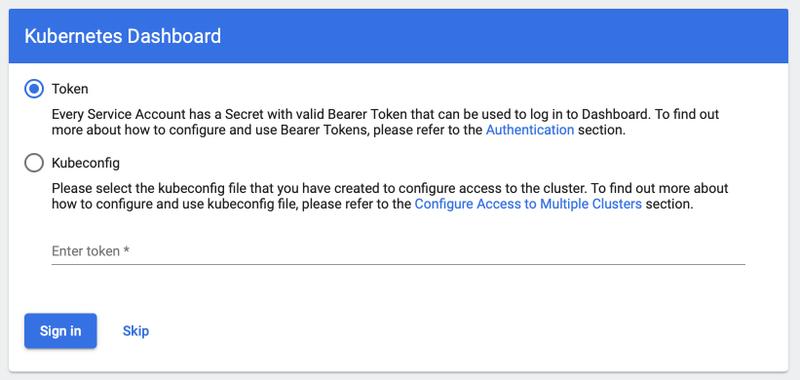 Kubernetes Dashboard
Token
Every Service Account has a Secret with valid Bearer Token that can be used to log in to Dashboard. To find out
more about how to configure and use Bearer Tokens, please refer to the Authentication section.
Kubeconfig
Please select the kubeconfig file that you have created to configure access to the cluster. To find out more about
how to configure and use kubeconfig file, please refer to the Configure Access to Multiple Clusters section.
Enter token *
Sign in
Skip